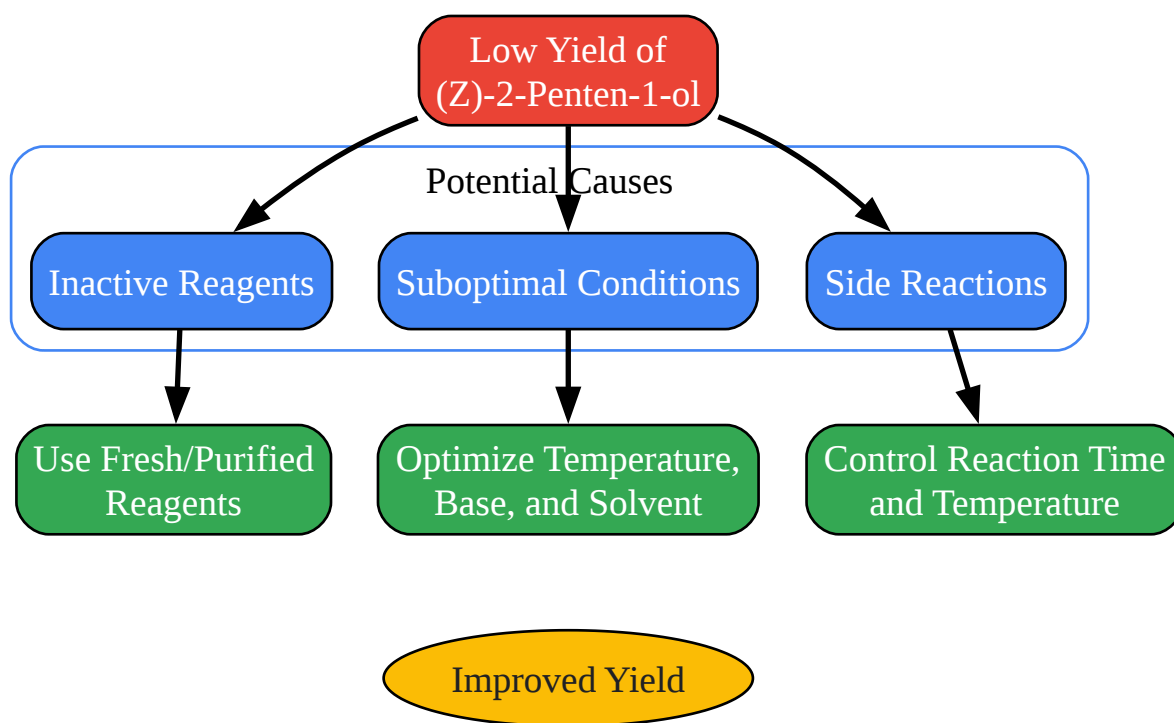 Low Yield of
(Z)-2-Penten-1-ol
Potential Causes
Inactive Reagents
Suboptimal Conditions
Side Reactions
Use Fresh/Purified
Reagents
Optimize Temperature,
Base, and Solvent
Control Reaction Time
and Temperature
Improved Yield